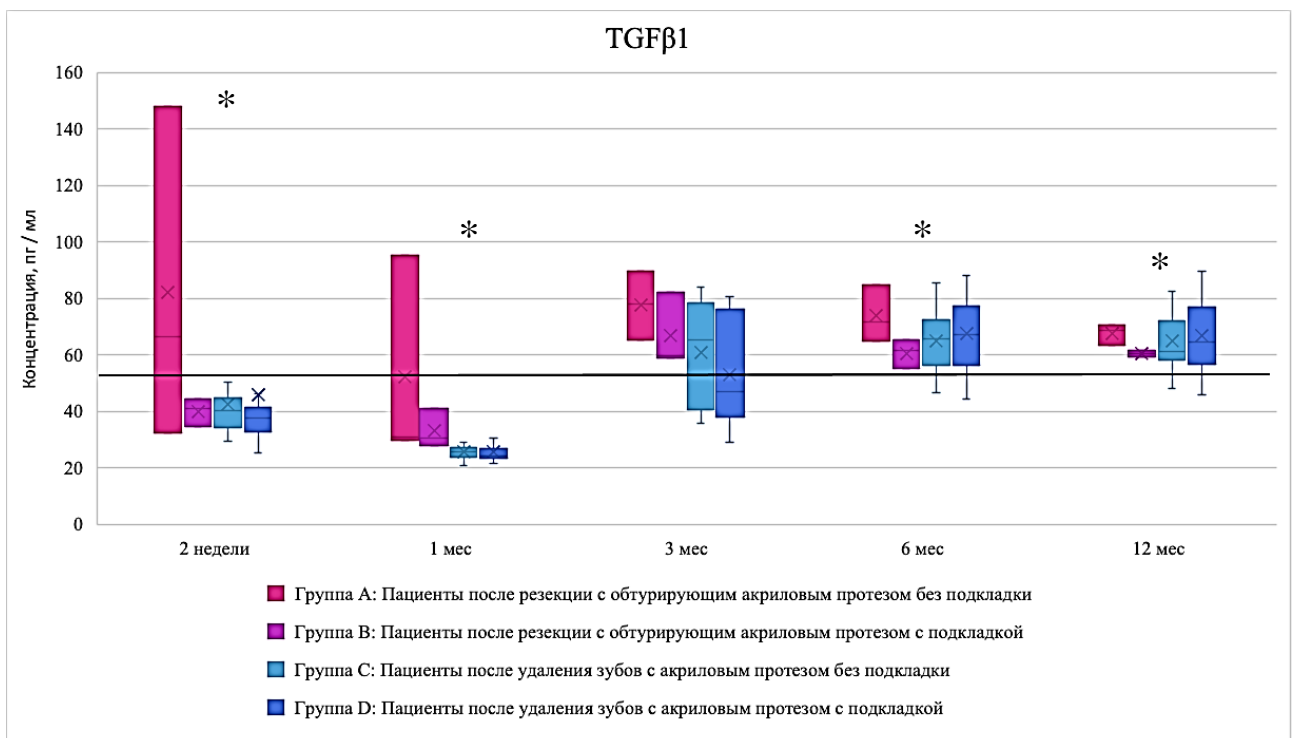 TGFβ1
160
140
120
100
80
60
40
20
0
Концентрация, пг / мл
*
*
*
*
2 недели
1 мес
3 мес
6 мес
12 мес
Группа А: Пациенты после резекции с обтурирующим акриловым протезом без подкладки
Группа В: Пациенты после резекции с обтурирующим акриловым протезом с подкладкой
Группа С: Пациенты после удаления зубов с акриловым протезом без подкладки
Группа D: Пациенты после удаления зубов с акриловым протезом с подкладкой